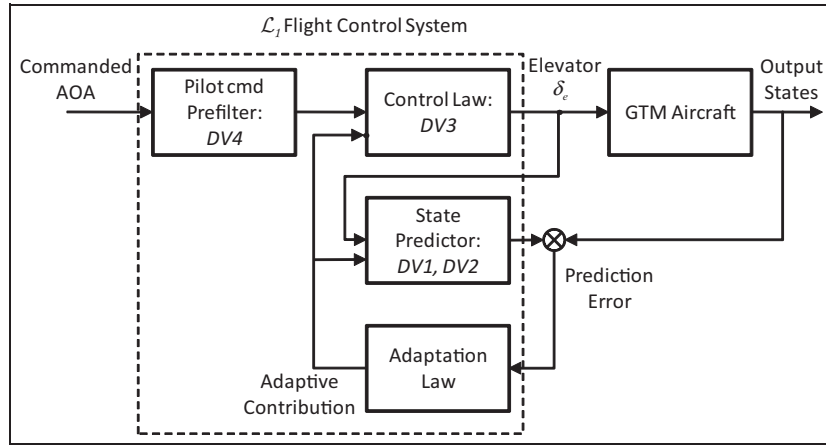 ℒ₁ Flight Control System
Commanded
AOA
Pilot cmd
Prefilter:
DV4
Control Law:
DV3
Elevator
δₑ
GTM Aircraft
Output
States
State
Predictor:
DV1, DV2
Prediction
Error
Adaptation
Law
Adaptive
Contribution